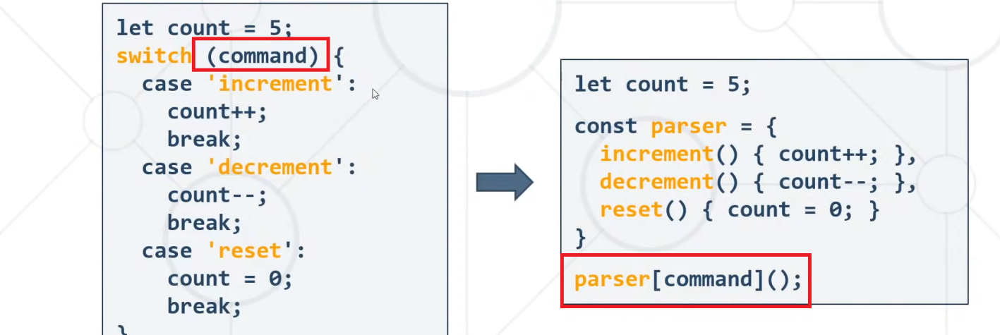 let count = 5;
switch (command) {
  case 'increment':
    count++;
    break;
  case 'decrement':
    count--;
    break;
  case 'reset':
    count = 0;
    break;
}
let count = 5;
const parser = {
  increment() { count++; },
  decrement() { count--; },
  reset() { count = 0; }
}
parser[command]();